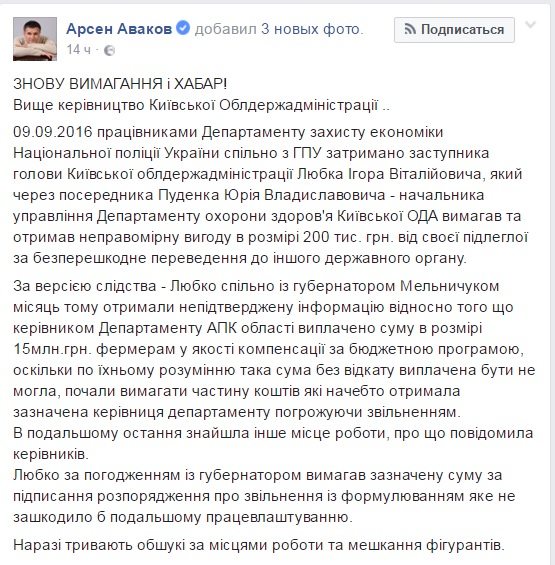 Арсен Аваков добавил 3 новых фото.
Подписаться
14 ч ·
ЗНОВУ ВИМАГАННЯ і ХАБАР!
Вище керівництво Київської Облдержадміністрації ..
09.09.2016 працівниками Департаменту захисту економіки
Національної поліції України спільно з ГПУ затримано заступника
голови Київської облдержадміністрації Любка Ігора Віталійовича, який
через посередника Пуденка Юрія Владиславовича - начальника
управління Департаменту охорони здоров'я Київської ОДА вимагав та
отримав неправомірну вигоду в розмірі 200 тис. грн. від своєї підлеглої
за безперешкодне переведення до іншого державного органу.
За версією слідства - Любко спільно із губернатором Мельничуком
місяць тому отримали непідтверджену інформацію відносно того що
керівником Департаменту АПК області виплачено суму в розмірі
15млн.грн. фермерам у якості компенсації за бюджетною програмою,
оскільки по їхньому розумінню така сума без відкату виплачена бути не
могла, почали вимагати частину коштів які начебто отримала
зазначена керівниця департаменту погрожуючи звільненням.
В подальшому остання знайшла інше місце роботи, про що повідомила
керівників.
Любко за погодженням із губернатором вимагав зазначену суму за
підписання розпорядження про звільнення із формулюванням яке не
зашкодило б подальшому працевлаштуванню.
Наразі тривають обшуки за місцями роботи та мешкання фігурантів.